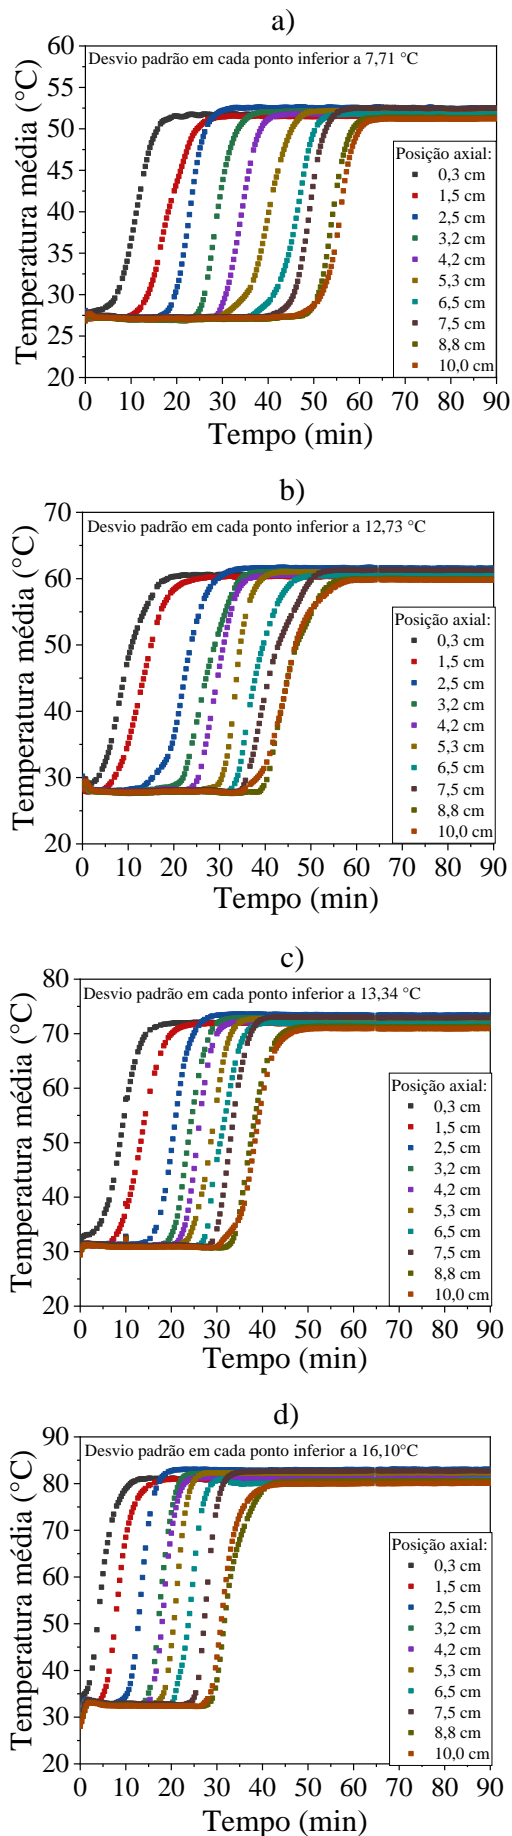 a)
Temperatura média (°C)
60
55
50
45
40
35
30
25
20
Desvio padrão em cada ponto inferior a 7,71 °C
Posição axial:
0,3 cm
1,5 cm
2,5 cm
3,2 cm
4,2 cm
5,3 cm
6,5 cm
7,5 cm
8,8 cm
10,0 cm
0 10 20 30 40 50 60 70 80 90
Tempo (min)
b)
Temperatura média (°C)
70
60
50
40
30
20
Desvio padrão em cada ponto inferior a 12,73 °C
Posição axial:
0,3 cm
1,5 cm
2,5 cm
3,2 cm
4,2 cm
5,3 cm
6,5 cm
7,5 cm
8,8 cm
10,0 cm
0 10 20 30 40 50 60 70 80 90
Tempo (min)
c)
Temperatura média (°C)
80
70
60
50
40
30
20
Desvio padrão em cada ponto inferior a 13,34 °C
Posição axial:
0,3 cm
1,5 cm
2,5 cm
3,2 cm
4,2 cm
5,3 cm
6,5 cm
7,5 cm
8,8 cm
10,0 cm
0 10 20 30 40 50 60 70 80 90
Tempo (min)
d)
Temperatura média (°C)
90
80
70
60
50
40
30
20
Desvio padrão em cada ponto inferior a 16,10°C
Posição axial:
0,3 cm
1,5 cm
2,5 cm
3,2 cm
4,2 cm
5,3 cm
6,5 cm
7,5 cm
8,8 cm
10,0 cm
0 10 20 30 40 50 60 70 80 90
Tempo (min)